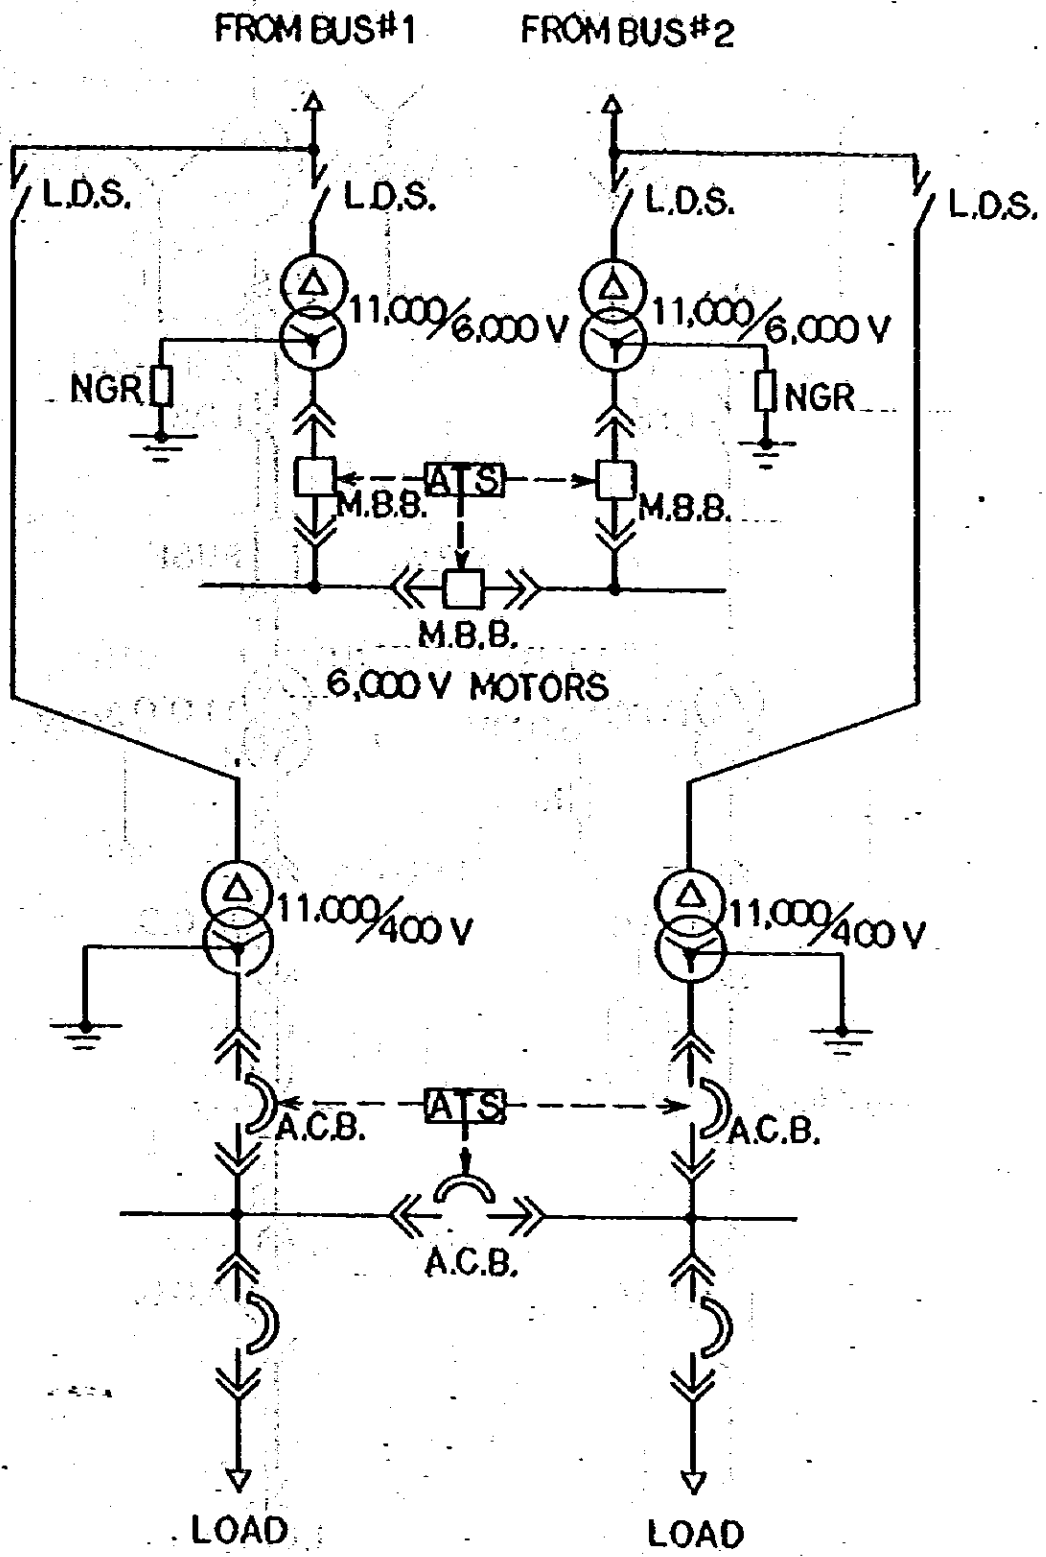 FROM BUS#1
FROM BUS#2
L.D.S.
L.D.S.
L.D.S.
L.D.S.
11,000/6,000 V
11,000/6,000 V
NGR
NGR
ATS
M.B.B.
M.B.B.
M.B.B.
6,000 V MOTORS
11,000/400 V
11,000/400 V
ATS
A.C.B.
A.C.B.
A.C.B.
LOAD
LOAD